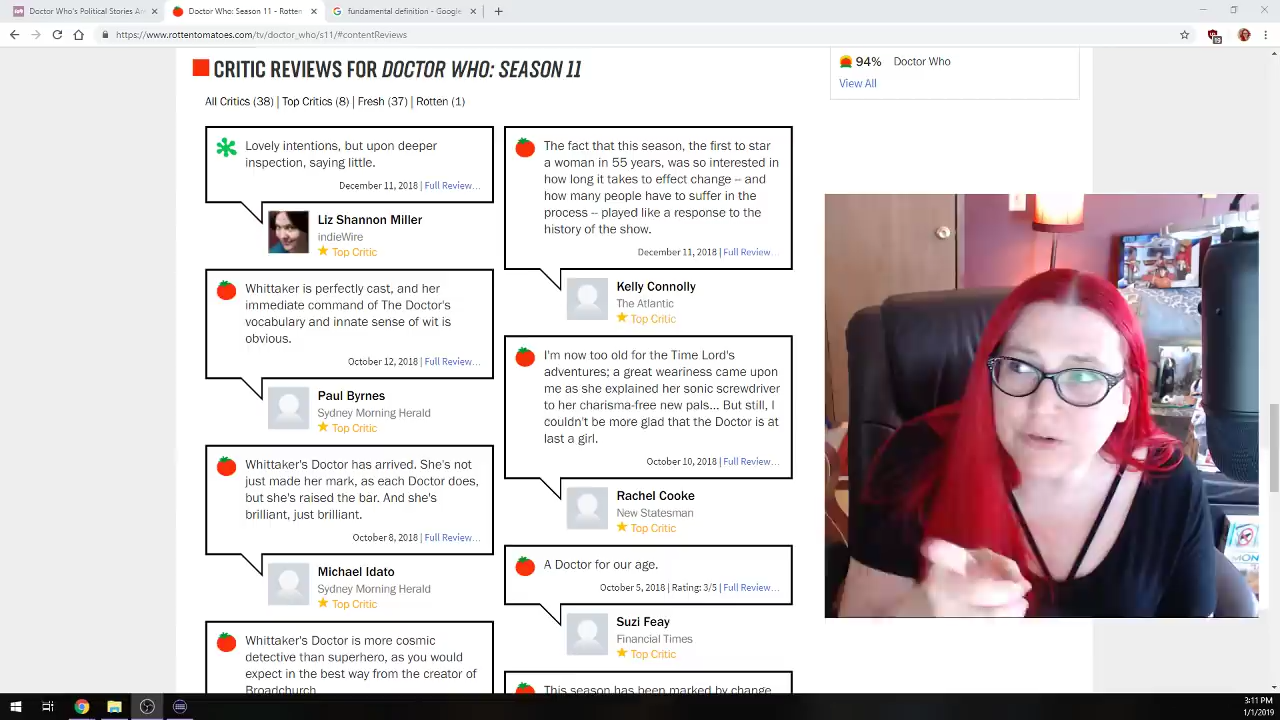 Doctor Who's Political Stories Ar
Doctor Who: Season 11 - Rotten
fundamental definition - Google
https://www.rottentomatoes.com/tv/doctor_who/s11/#contentReviews
CRITIC REVIEWS FOR DOCTOR WHO: SEASON 11
All Critics (38) | Top Critics (8) | Fresh (37) | Rotten (1)
94% Doctor Who
View All
Lovely intentions, but upon deeper
inspection, saying little.
December 11, 2018 | Full Review…
Liz Shannon Miller
indieWire
Top Critic
Whittaker is perfectly cast, and her
immediate command of The Doctor's
vocabulary and innate sense of wit is
obvious.
October 12, 2018 | Full Review…
Paul Byrnes
Sydney Morning Herald
Top Critic
Whittaker's Doctor has arrived. She's not
just made her mark, as each Doctor does,
but she's raised the bar. And she's
brilliant, just brilliant.
October 8, 2018 | Full Review…
Michael Idato
Sydney Morning Herald
Top Critic
Whittaker's Doctor is more cosmic
detective than superhero, as you would
expect in the best way from the creator of
Broadchurch
The fact that this season, the first to star
a woman in 55 years, was so interested in
how long it takes to effect change -- and
how many people have to suffer in the
process -- played like a response to the
history of the show.
December 11, 2018 | Full Review…
Kelly Connolly
The Atlantic
Top Critic
I'm now too old for the Time Lord's
adventures; a great weariness came upon
me as she explained her sonic screwdriver
to her charisma-free new pals... But still, I
couldn't be more glad that the Doctor is at
last a girl.
October 10, 2018 | Full Review…
Rachel Cooke
New Statesman
Top Critic
A Doctor for our age.
October 5, 2018 | Rating: 3/5 | Full Review…
Suzi Feay
Financial Times
Top Critic
This season has been marked by change
3:11 PM
1/1/2019